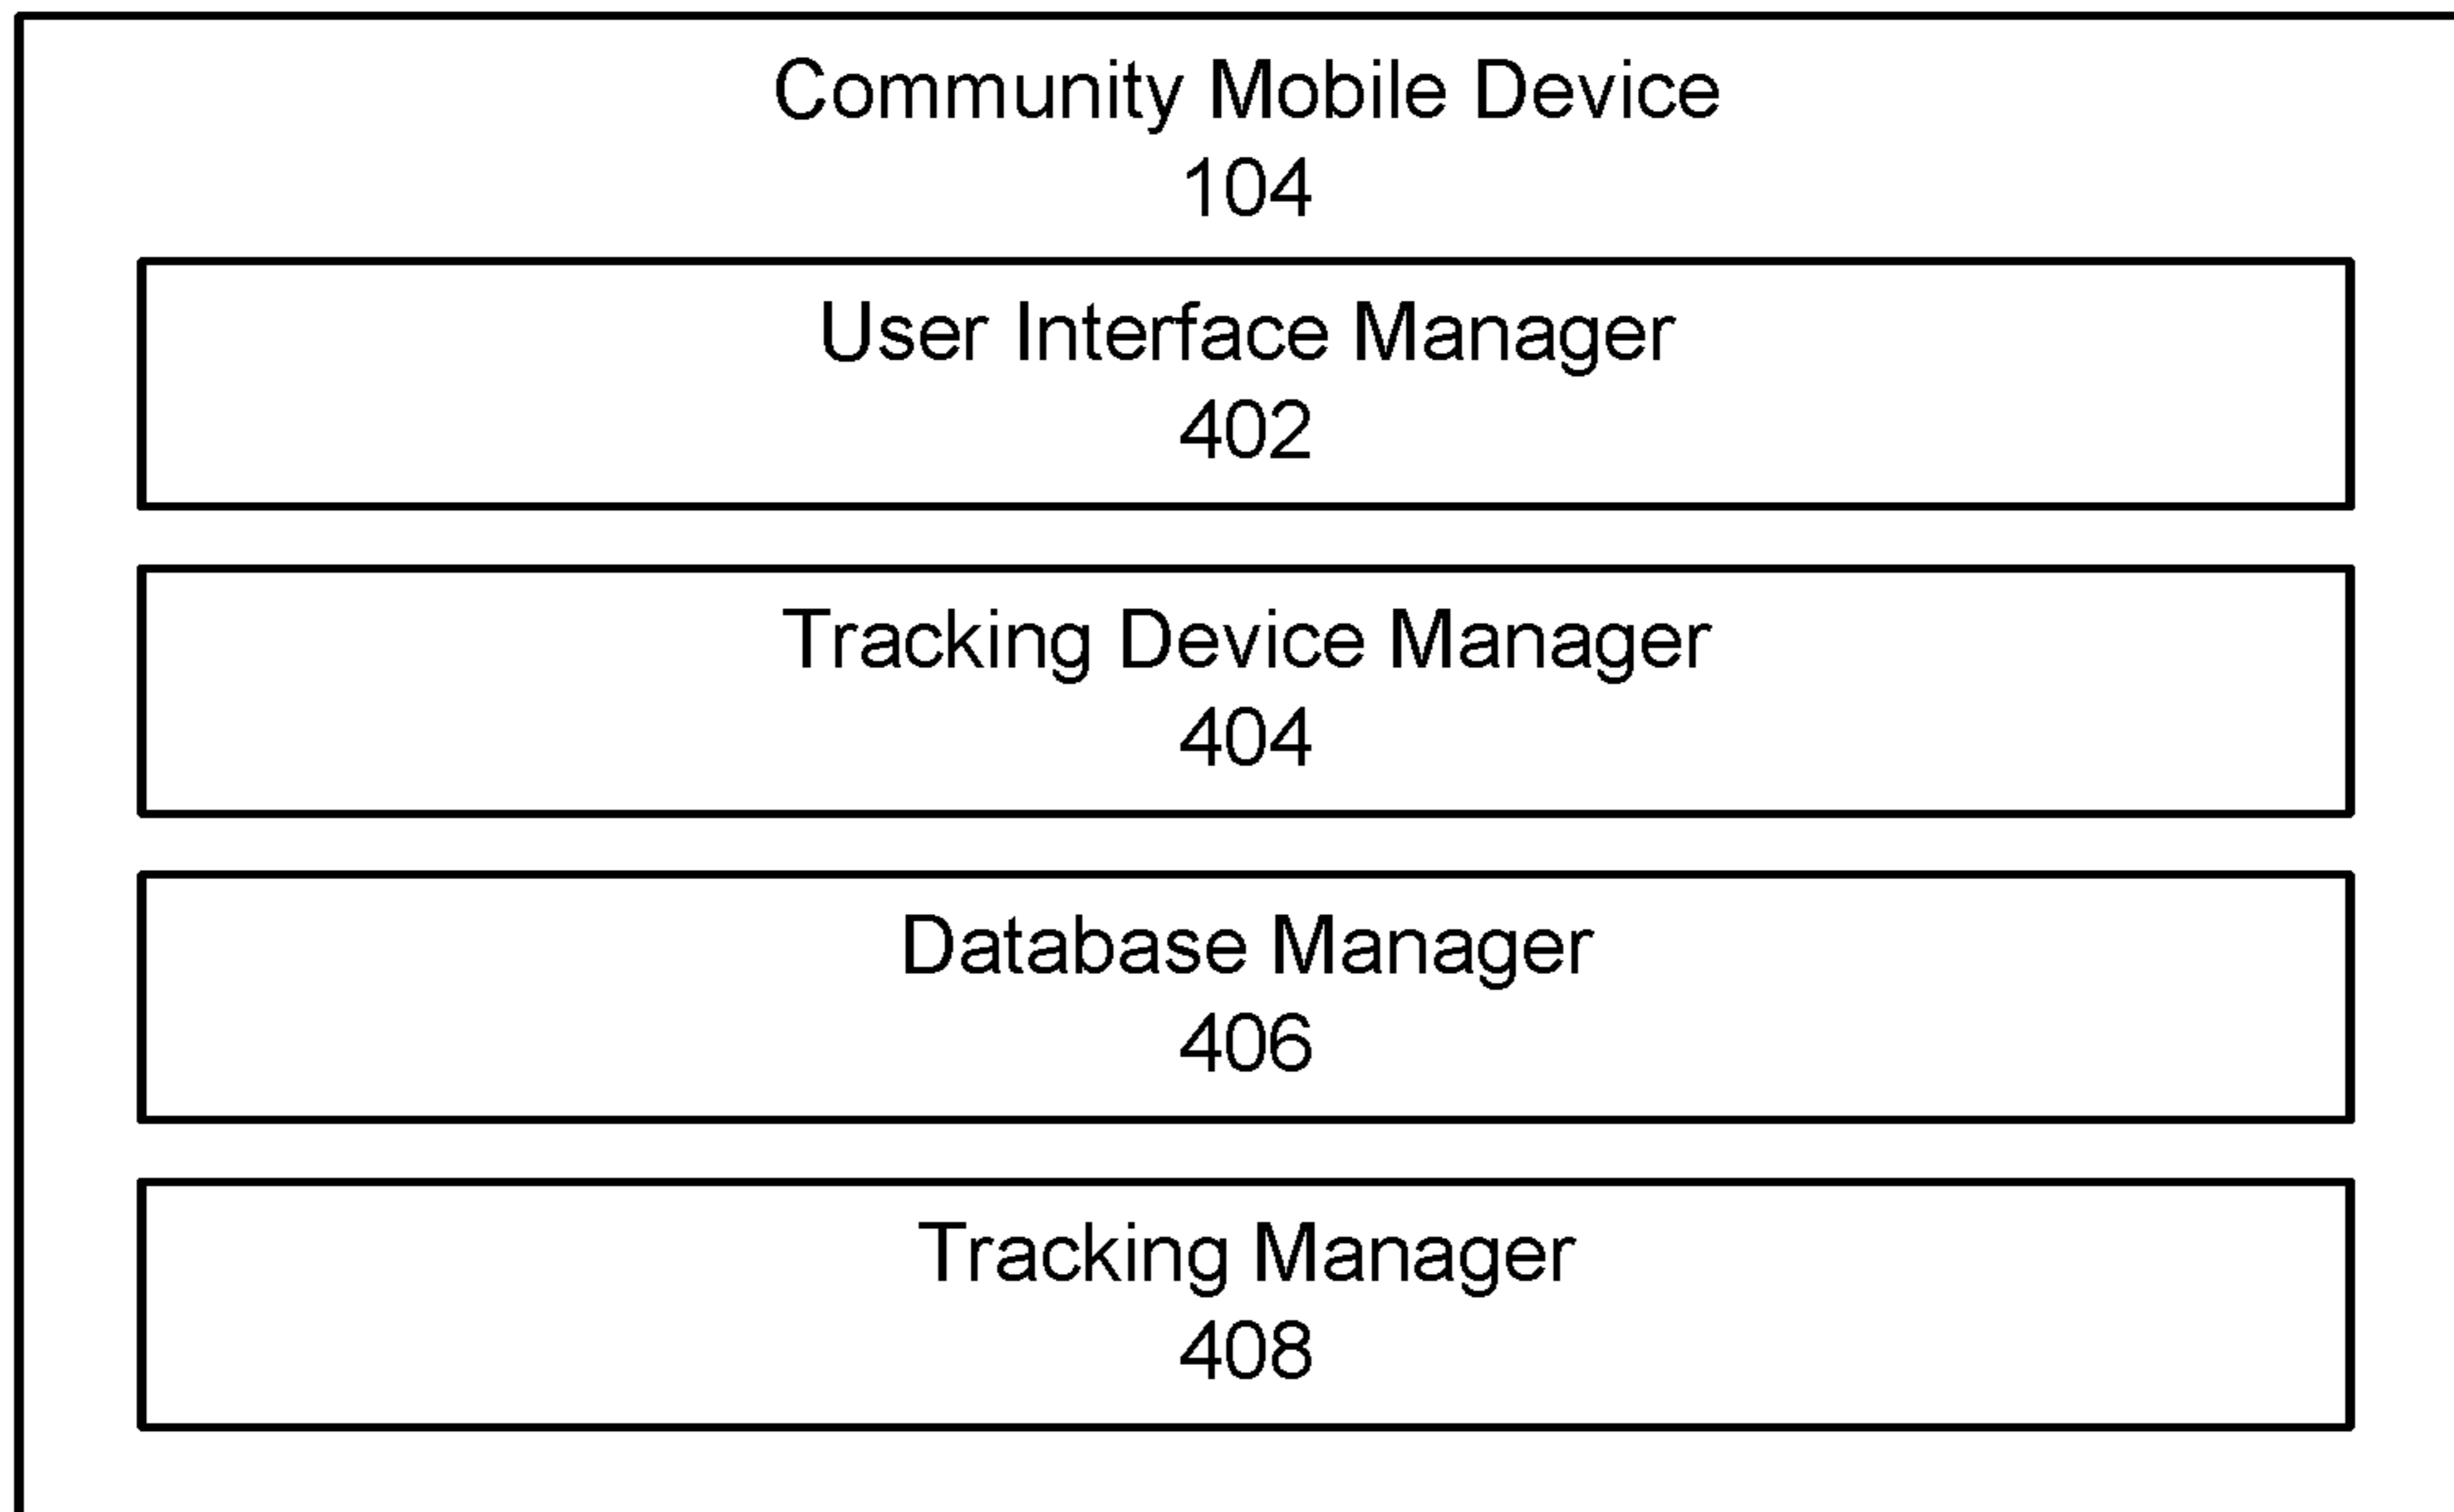 Community Mobile Device
104
User Interface Manager
402
Tracking Device Manager
404
Database Manager
406
Tracking Manager
408